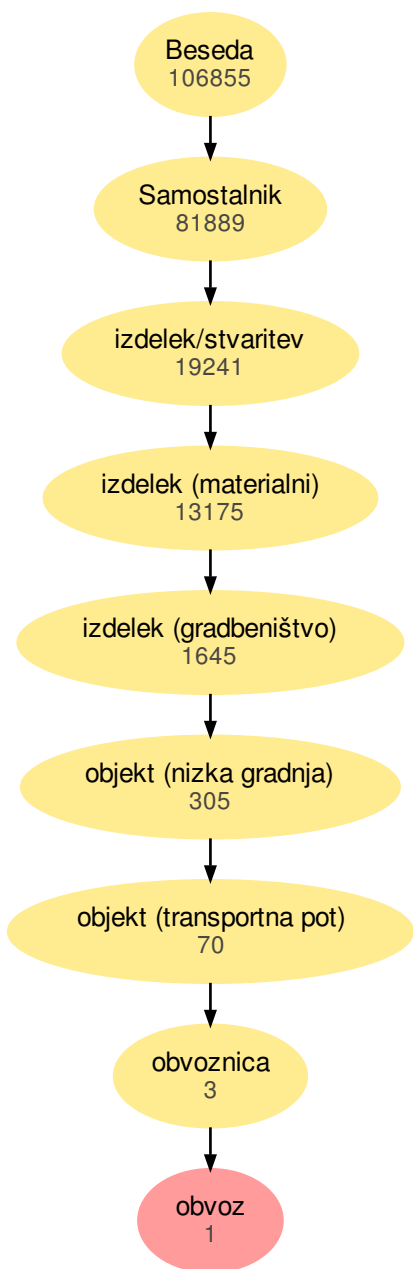 Beseda
106855
Samostalnik
81889
izdelek/stvaritev
19241
izdelek (materialni)
13175
izdelek (gradbeništvo)
1645
objekt (nizka gradnja)
305
objekt (transportna pot)
70
obvoznica
3
obvoz
1